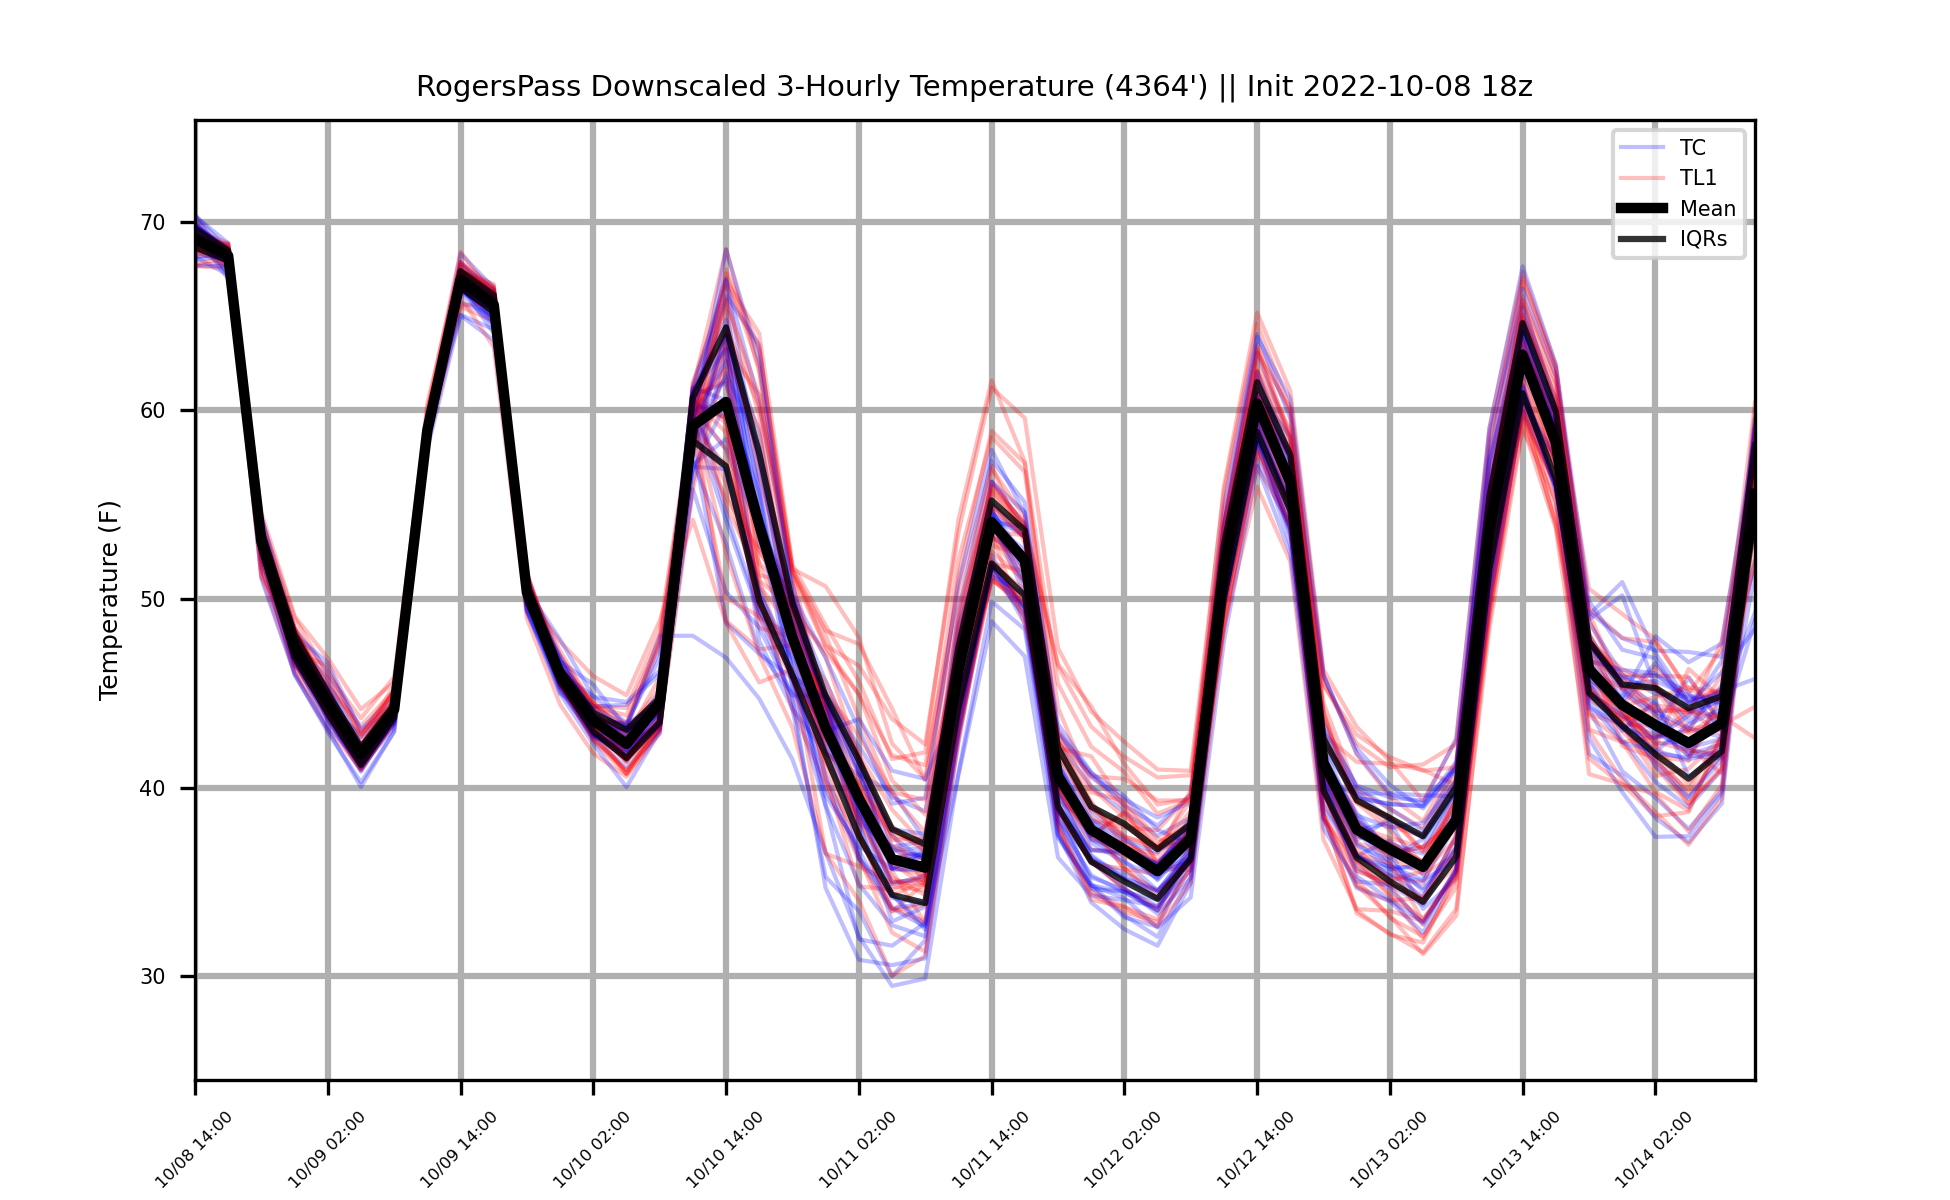 RogersPass Downscaled 3-Hourly Temperature (4364') || Init 2022-10-08 18z
TC
TL1
Mean
IQRs
Temperature (F)
70
60
50
40
30
10/08 14:00
10/09 02:00
10/09 14:00
10/10 02:00
10/10 14:00
10/11 02:00
10/11 14:00
10/12 02:00
10/12 14:00
10/13 02:00
10/13 14:00
10/14 02:00